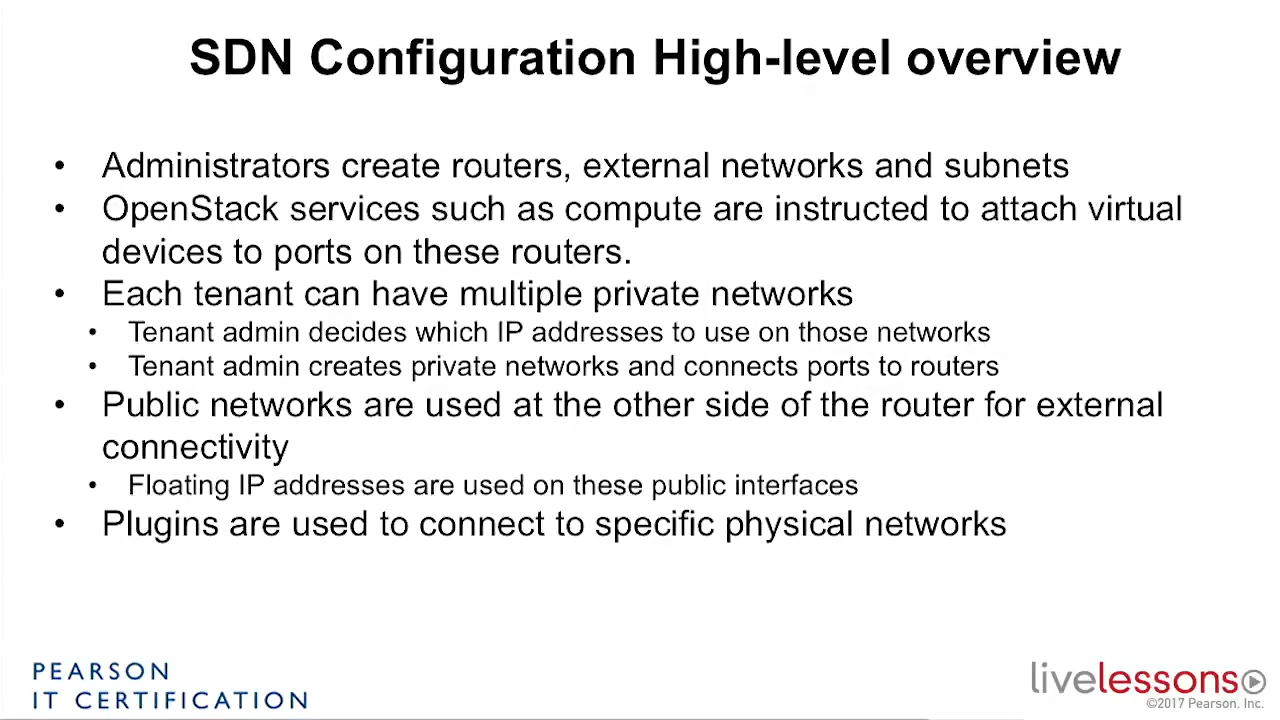 SDN Configuration High-level overview
• Administrators create routers, external networks and subnets
• OpenStack services such as compute are instructed to attach virtual
devices to ports on these routers.
• Each tenant can have multiple private networks
• Tenant admin decides which IP addresses to use on those networks
• Tenant admin creates private networks and connects ports to routers
• Public networks are used at the other side of the router for external
connectivity
• Floating IP addresses are used on these public interfaces
• Plugins are used to connect to specific physical networks
PEARSON
IT CERTIFICATION
livelessons
©2017 Pearson, Inc.